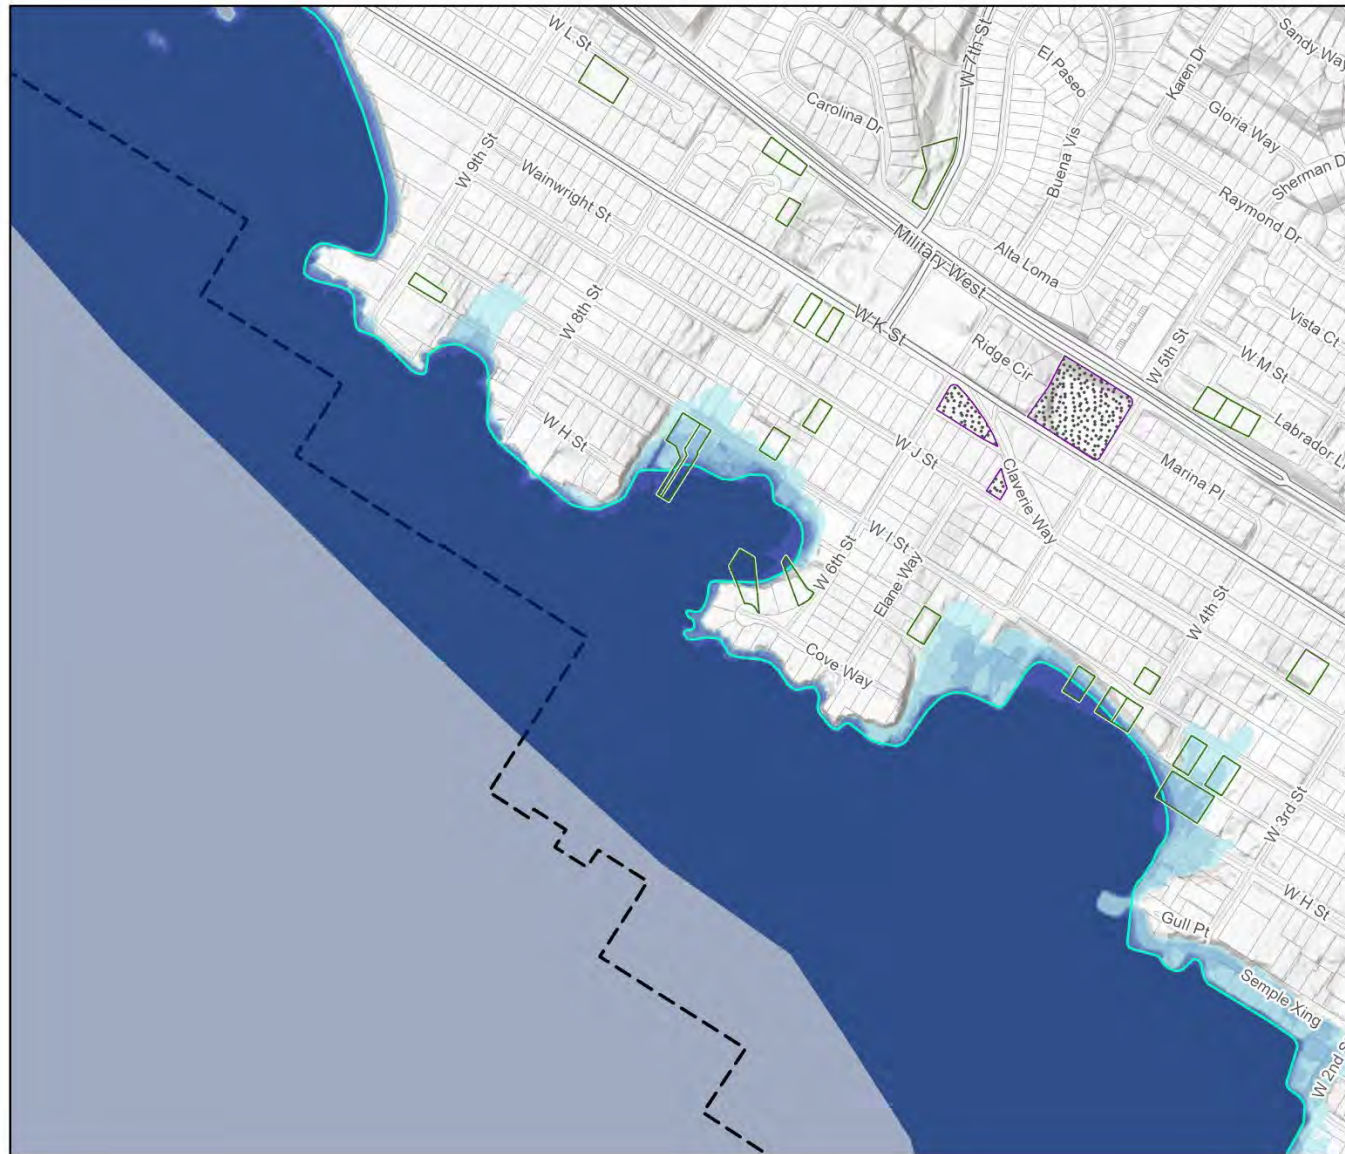 W L St
W 7th St
El Paseo
Karen Dr
Sandy Way
Carolina Dr
Gloria Way
Buena Vis
Sherman D
W 9th St
Wainwright St
Raymond Dr
Military West
Alta Loma
W 8th St
W K St
Vista Ct
Ridge Cir
W 5th St
W M St
W H St
W J St
Labrador L
Claverie Way
Marina Pl
W I St
W 6th St
Elane Way
W 4th St
Cove Way
W 3rd St
W H St
Gull Pt
Semple Xing
W 2nd S